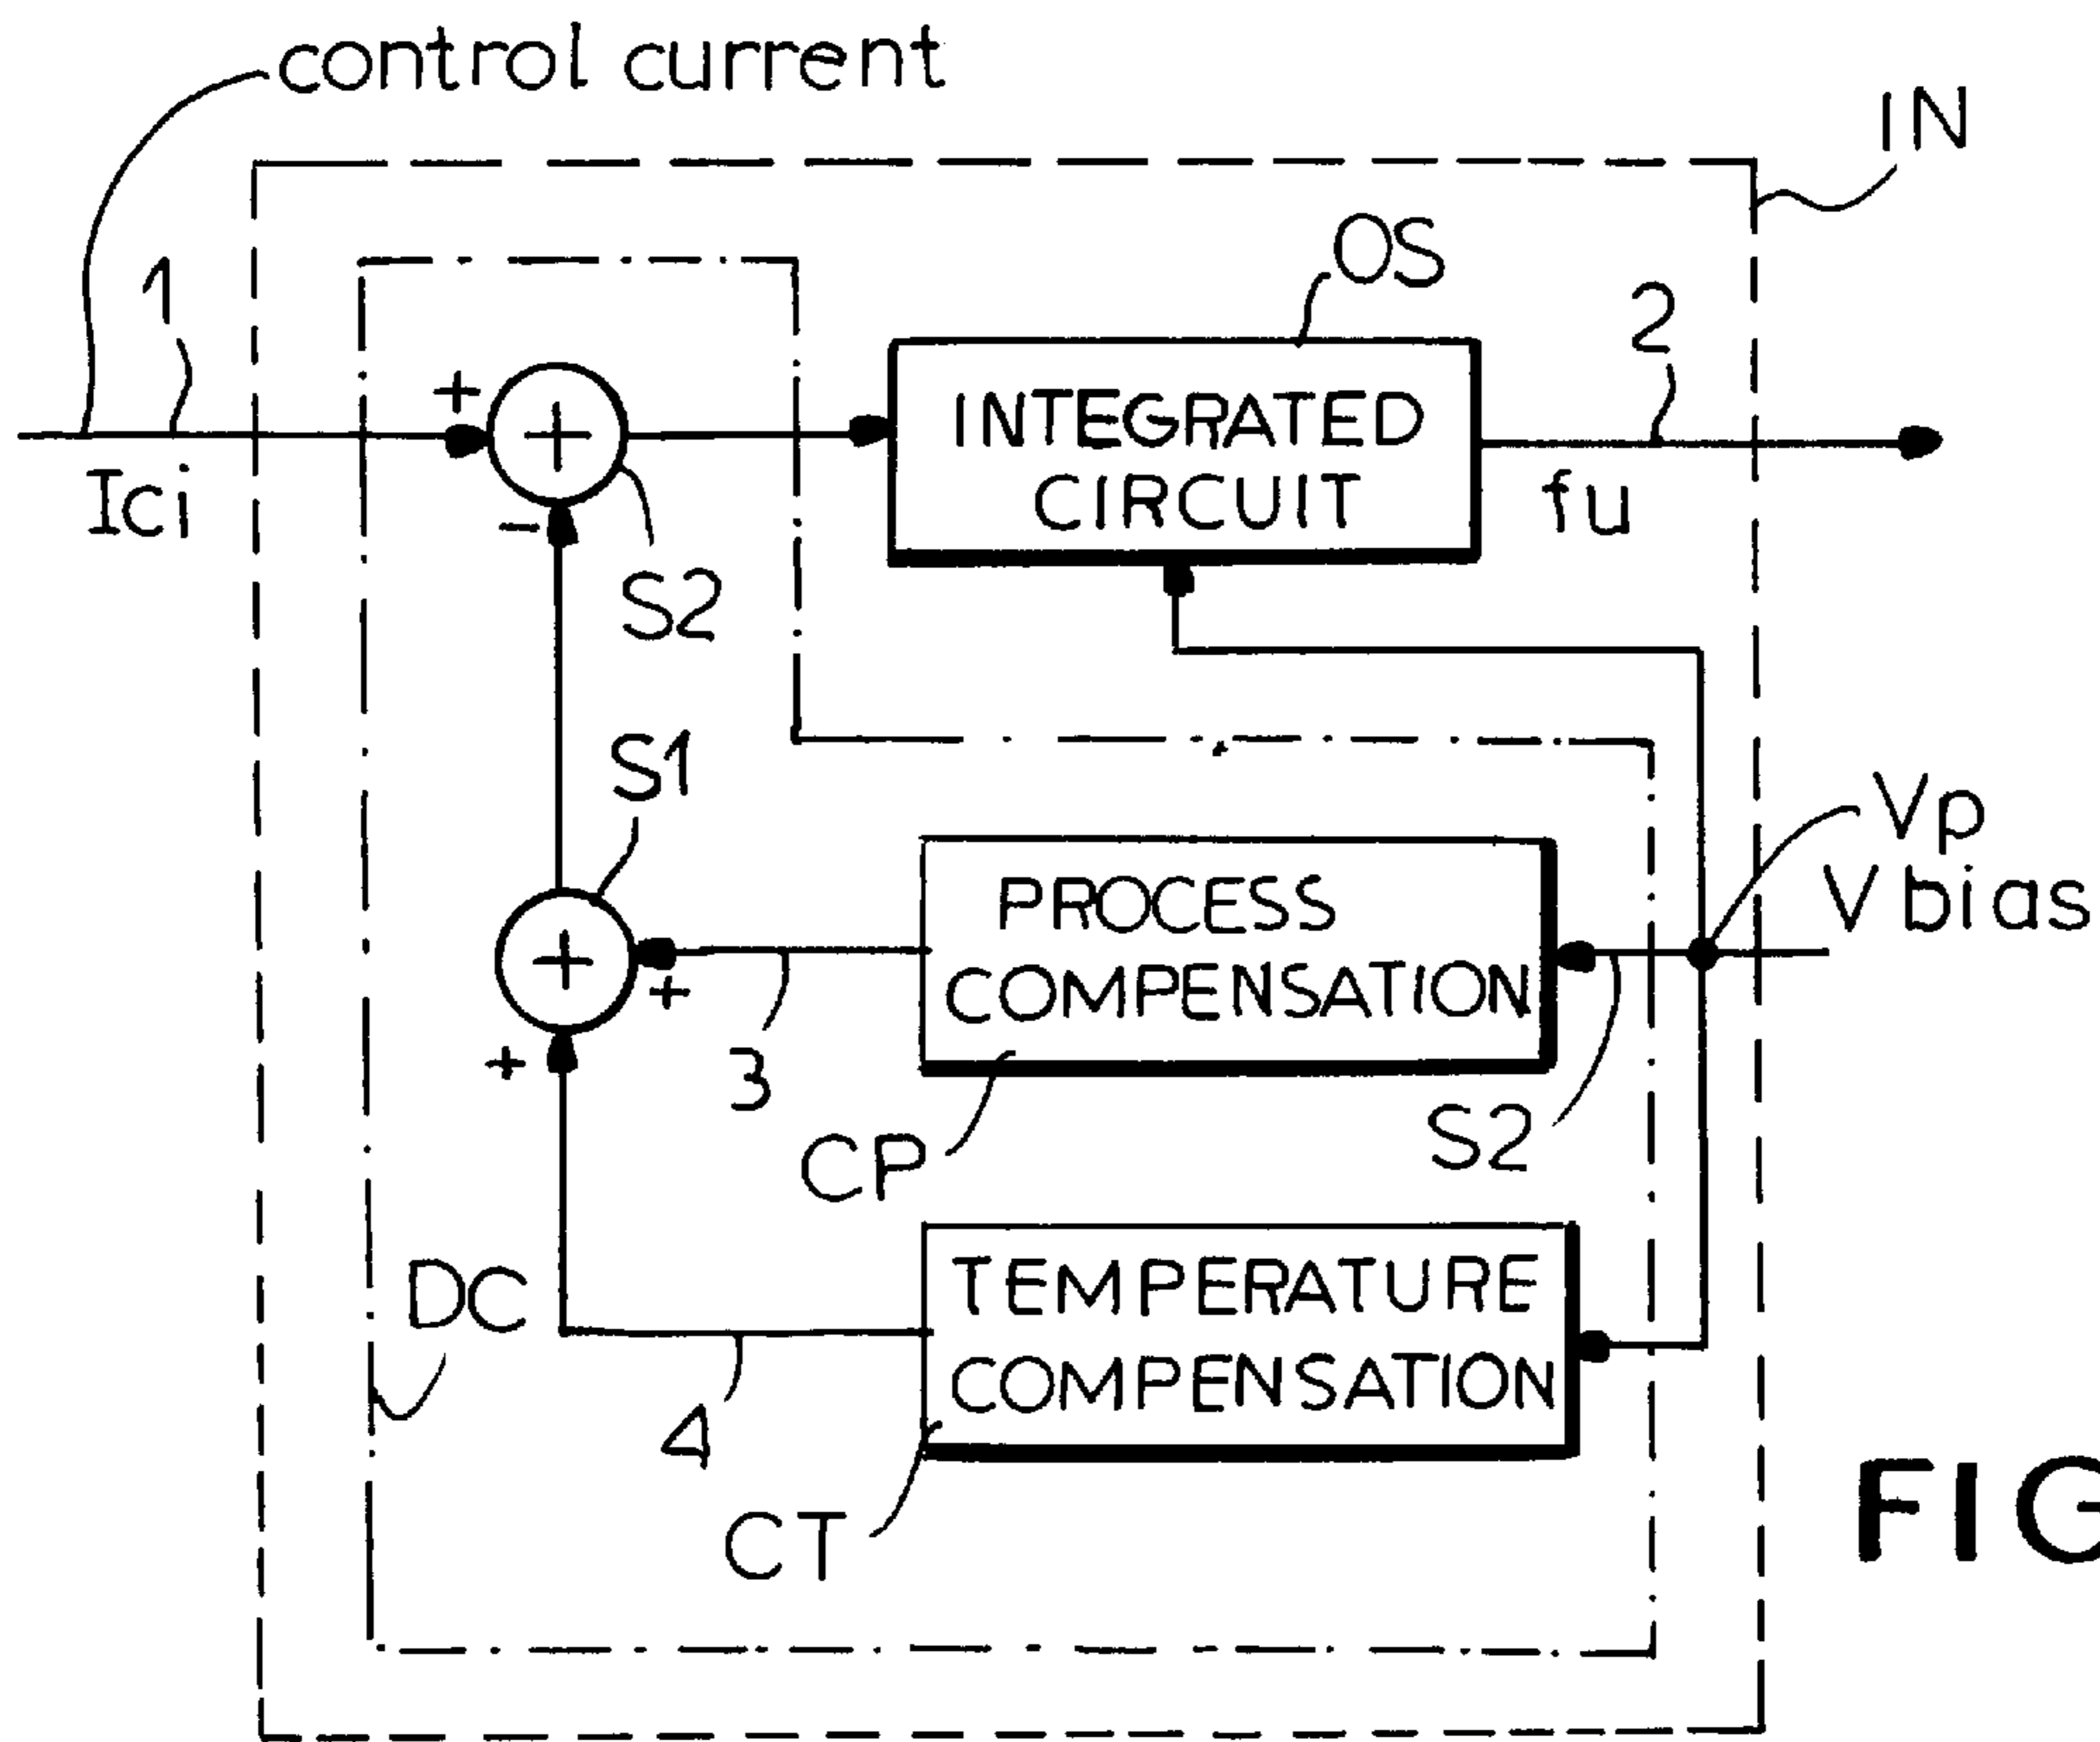 control current
IN
1
OS
2
+
+
INTEGRATED
CIRCUIT
Ici
-
fu
S2
S1
Vp
V bias
PROCESS
COMPENSATION
+
+
+
3
S2
CP
DC
TEMPERATURE
COMPENSATION
4
CT
FIG